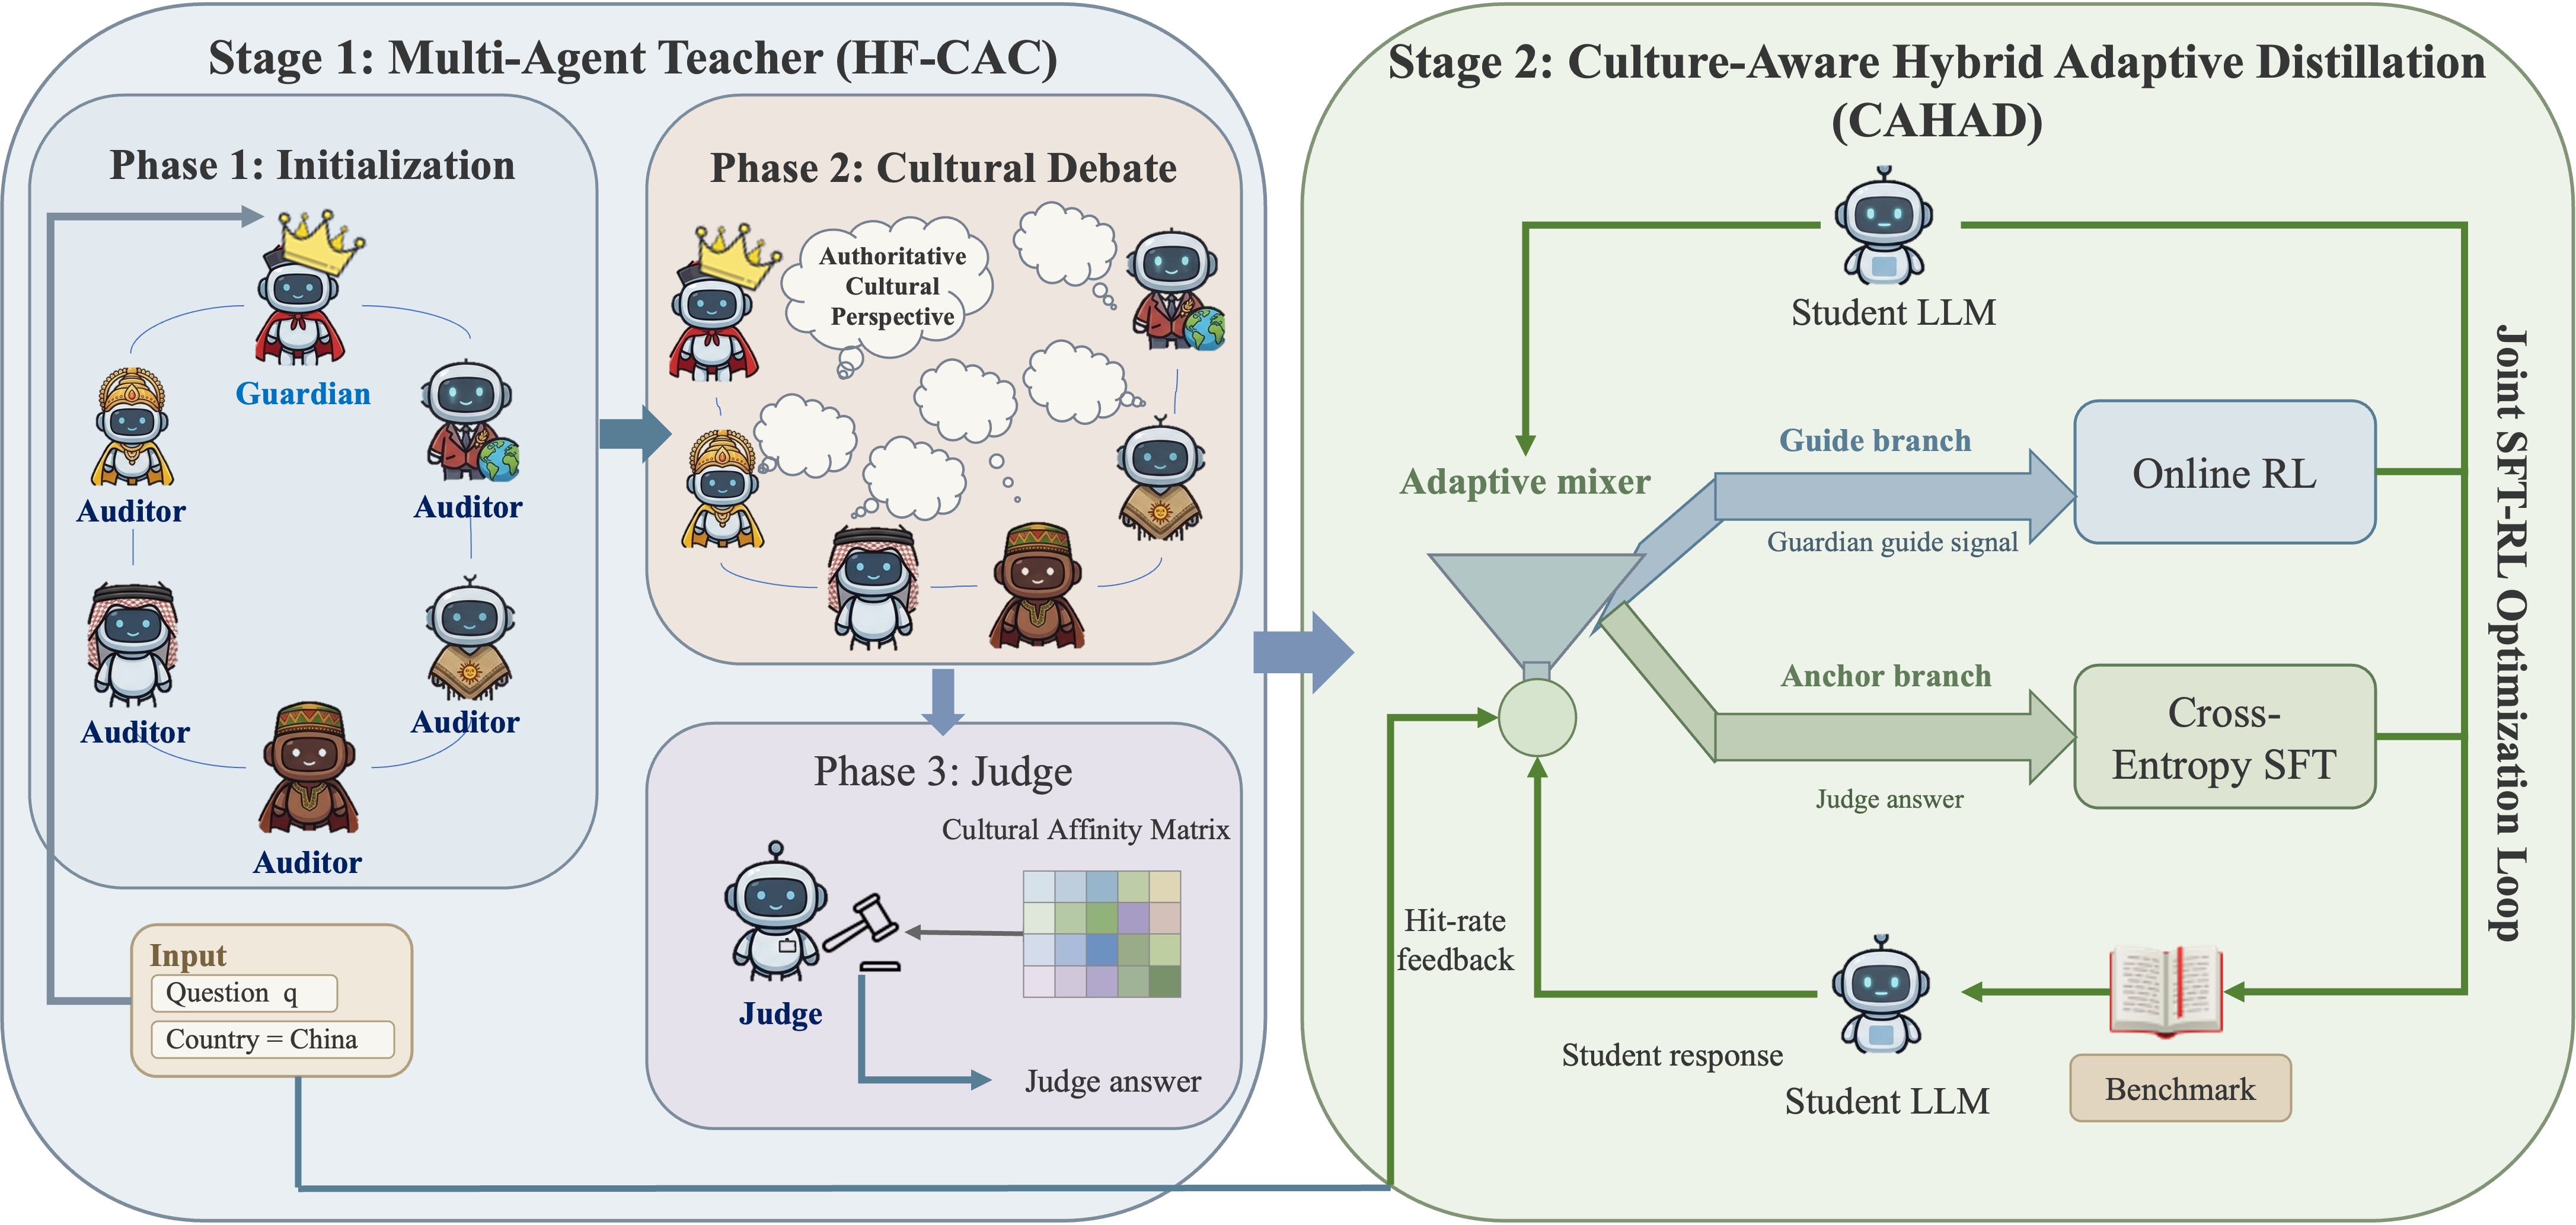 Stage 1: Multi-Agent Teacher (HF-CAC)
Phase 1: Initialization
Guardian
Auditor
Auditor
Auditor
Auditor
Auditor
Input
Question q
Country = China
Phase 2: Cultural Debate
Authoritative
Cultural
Perspective
Phase 3: Judge
Cultural Affinity Matrix
Judge
Judge answer
Stage 2: Culture-Aware Hybrid Adaptive Distillation
(CAHAD)
Student LLM
Adaptive mixer
Guide branch
Guardian guide signal
Online RL
Anchor branch
Judge answer
Cross-
Entropy SFT
Hit-rate
feedback
Student response
Student LLM
Benchmark
Joint SFT-RL Optimization Loop